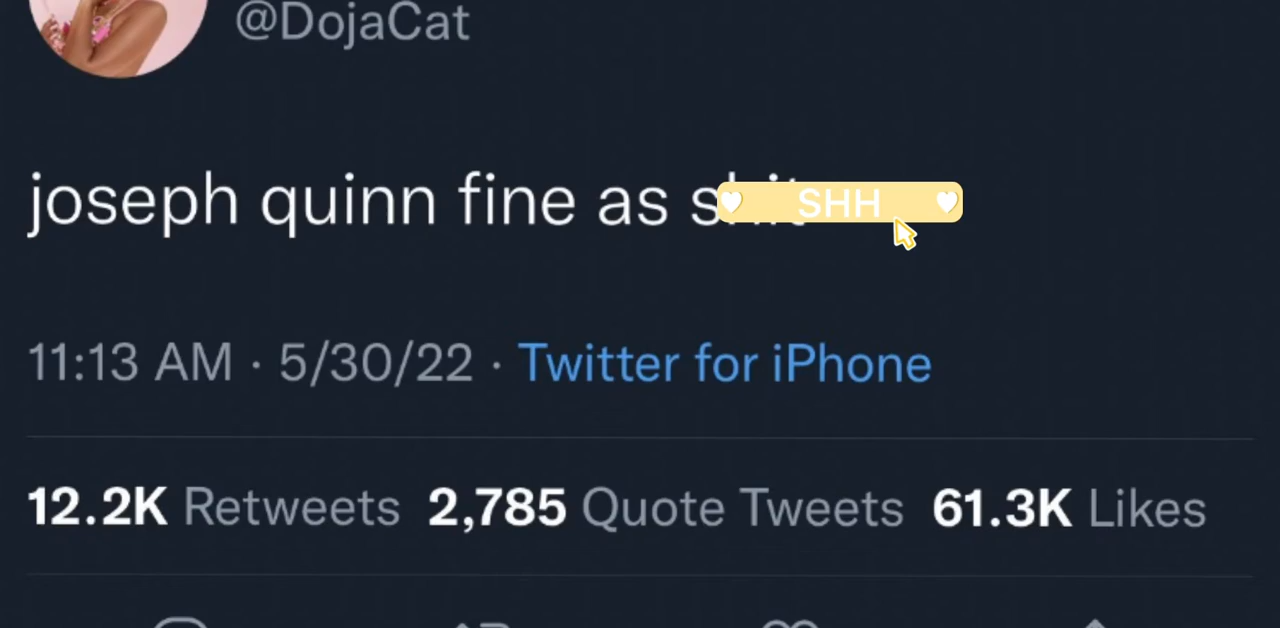 @DojaCat
joseph quinn fine as shit
SHH
11:13 AM · 5/30/22 · Twitter for iPhone
12.2K Retweets 2,785 Quote Tweets 61.3K Likes